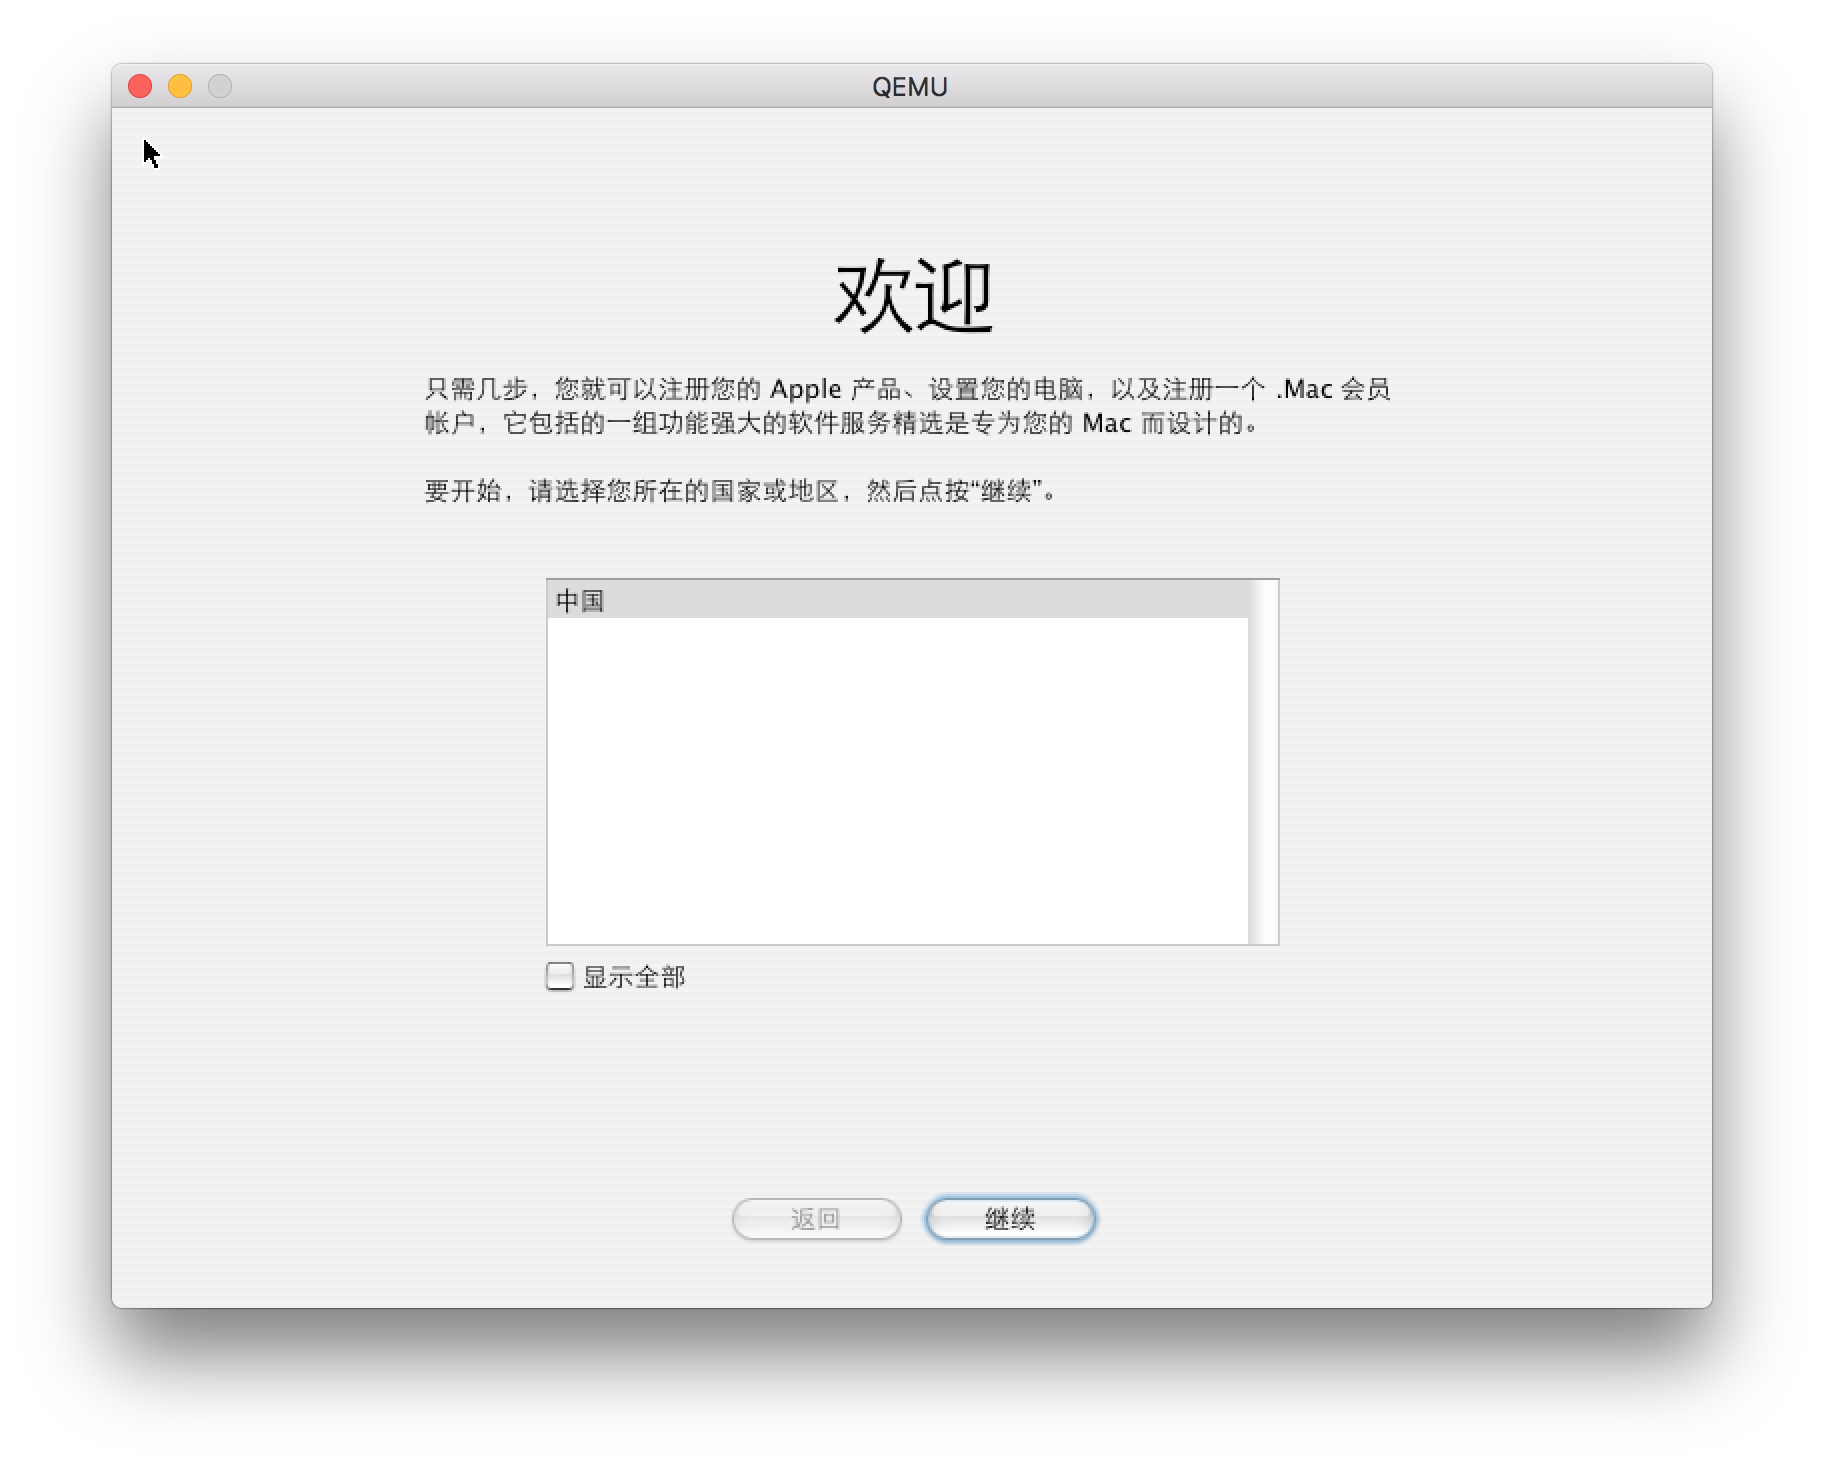 QEMU
欢迎
只需几步，您就可以注册您的 Apple 产品、设置您的电脑，以及注册一个 .Mac 会员
帐户，它包括的一组功能强大的软件服务精选是专为您的 Mac 而设计的。
要开始，请选择您所在的国家或地区，然后点按“继续”。
中国
显示全部
返回
继续